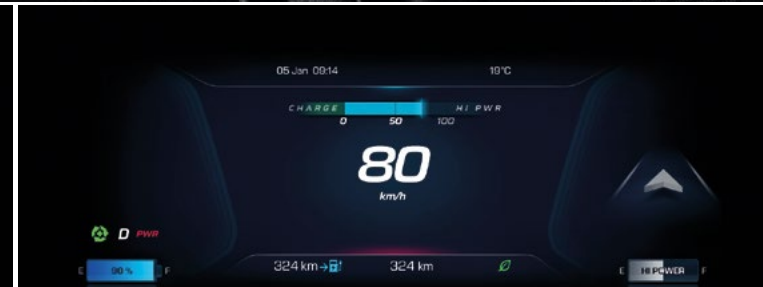 05 Jan 09:14 19°C
CHARGE HI PWR
0 50 100
80
km/h
D PWR
324 km 324 km
E 90 % F
E HI POWER F